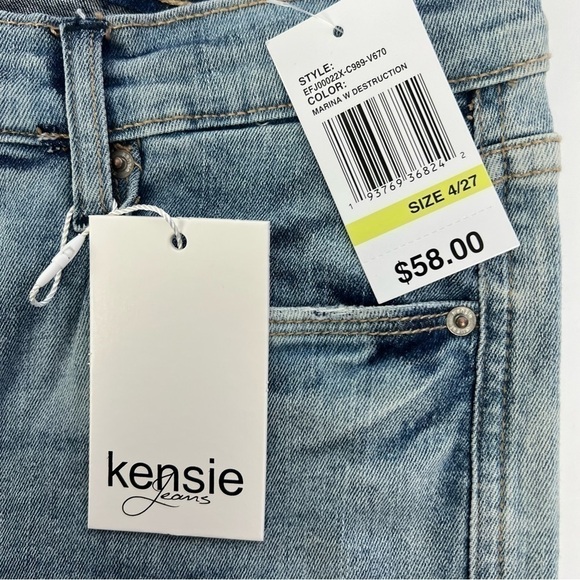 STYLE:
EFJ00022X-C989-V670
COLOR:
MARINA W DESTRUCTION
1 93769 36824 2
SIZE 4/27
$58.00
kensie
Jeans